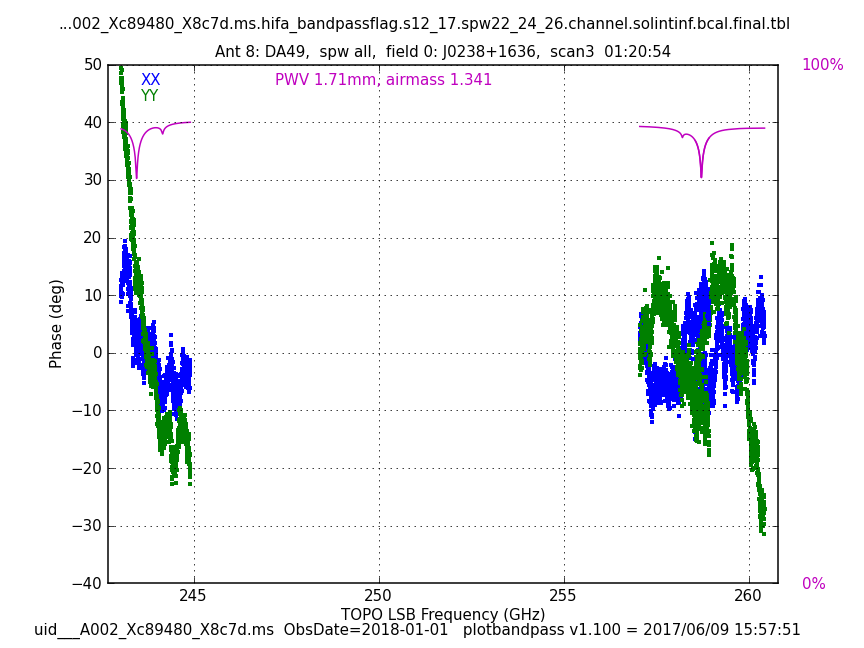 ...002_Xc89480_X8c7d.ms.hifa_bandpassflag.s12_17.spw22_24_26.channel.solintinf.bcal.final.tbl
Ant 8: DA49,  spw all,  field 0: J0238+1636,  scan3  01:20:54
50
100%
XX
PWV 1.71mm, airmass 1.341
YY
40
30
20
10
0
−10
−20
−30
−40
0%
Phase (deg)
245
250
255
260
TOPO LSB Frequency (GHz)
uid___A002_Xc89480_X8c7d.ms  ObsDate=2018-01-01   plotbandpass v1.100 = 2017/06/09 15:57:51